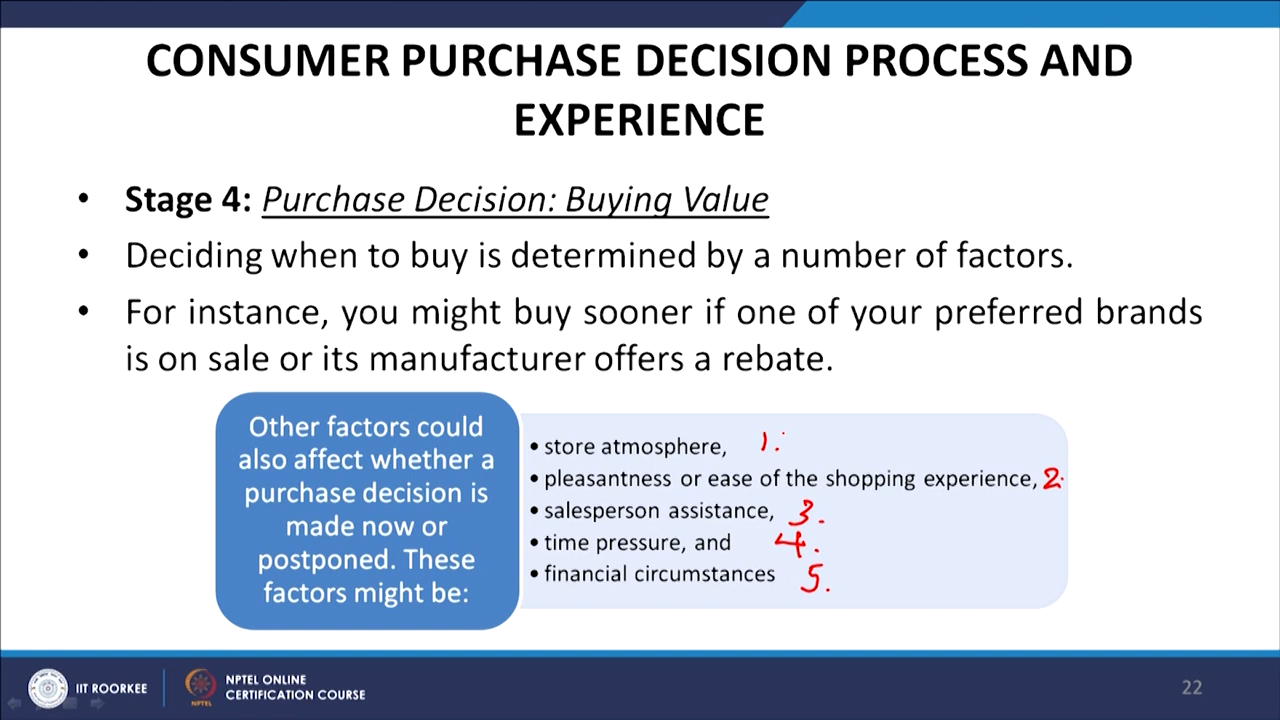 CONSUMER PURCHASE DECISION PROCESS AND
EXPERIENCE
• Stage 4: Purchase Decision: Buying Value
• Deciding when to buy is determined by a number of factors.
• For instance, you might buy sooner if one of your preferred brands
is on sale or its manufacturer offers a rebate.
Other factors could
also affect whether a
purchase decision is
made now or
postponed. These
factors might be:
• store atmosphere, 1.
• pleasantness or ease of the shopping experience, 2.
• salesperson assistance, 3.
• time pressure, and 4.
• financial circumstances 5.
IIT ROORKEE
NPTEL
NPTEL ONLINE
CERTIFICATION COURSE
22